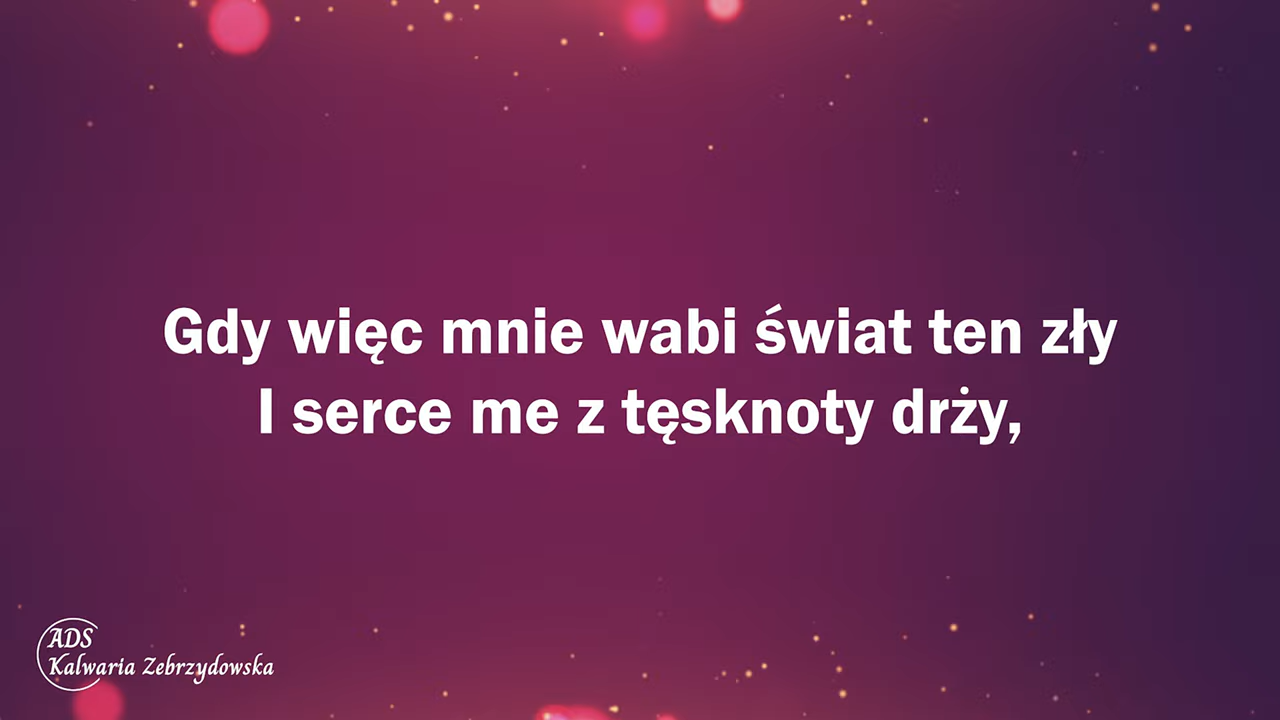 Gdy więc mnie wabi świat ten zły
I serce me z tęsknoty drży,
ADS
Kalwaria Zebrzydowska